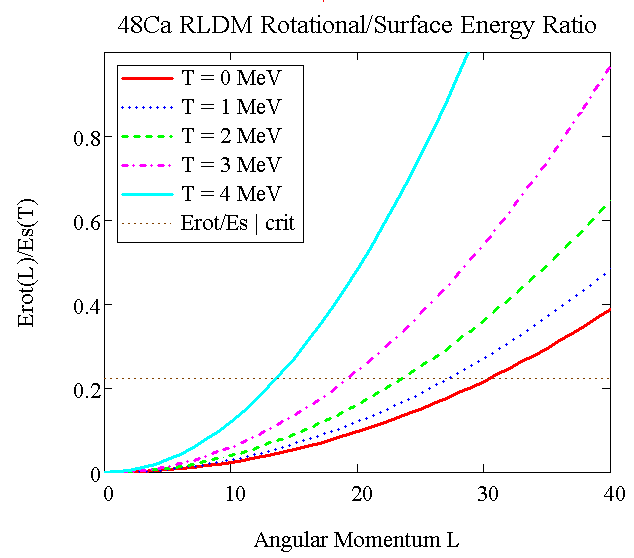 48Ca RLDM Rotational/Surface Energy Ratio
T = 0 MeV
T = 1 MeV
T = 2 MeV
T = 3 MeV
T = 4 MeV
Erot/Es | crit
Erot(L)/Es(T)
0.8
0.6
0.4
0.2
0
0
10
20
30
40
Angular Momentum L